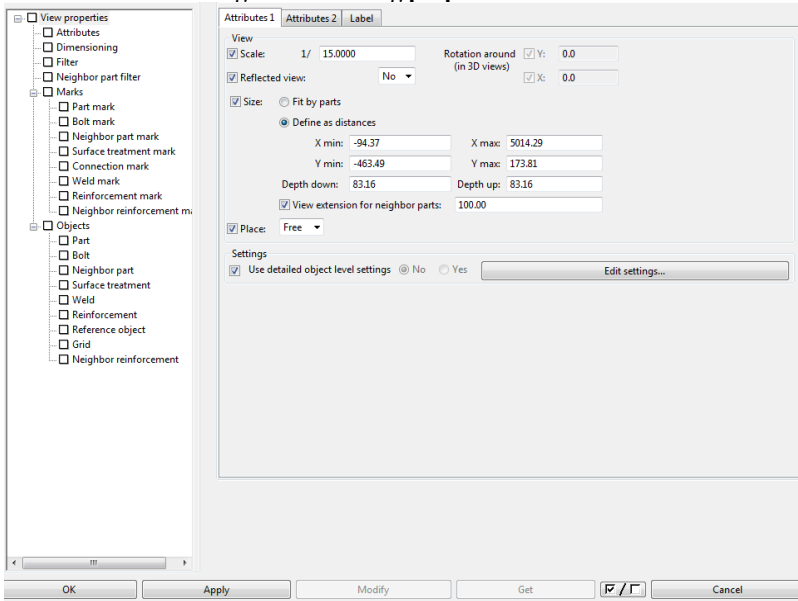 View properties
Attributes
Dimensioning
Filter
Neighbor part filter
Marks
Part mark
Bolt mark
Neighbor part mark
Surface treatment mark
Connection mark
Weld mark
Reinforcement mark
Neighbor reinforcement ma
Objects
Part
Bolt
Neighbor part
Surface treatment
Weld
Reinforcement
Reference object
Grid
Neighbor reinforcement
Attributes 1 Attributes 2 Label
View
Scale: 1/ 15.0000 Rotation around Y: 0.0
(in 3D views)
Reflected view: No X: 0.0
Size: Fit by parts
Define as distances
X min: -94.37 X max: 5014.29
Y min: -463.49 Y max: 173.81
Depth down: 83.16 Depth up: 83.16
View extension for neighbor parts: 100.00
Place: Free
Settings
Use detailed object level settings No Yes Edit settings...
OK Apply Modify Get / Cancel